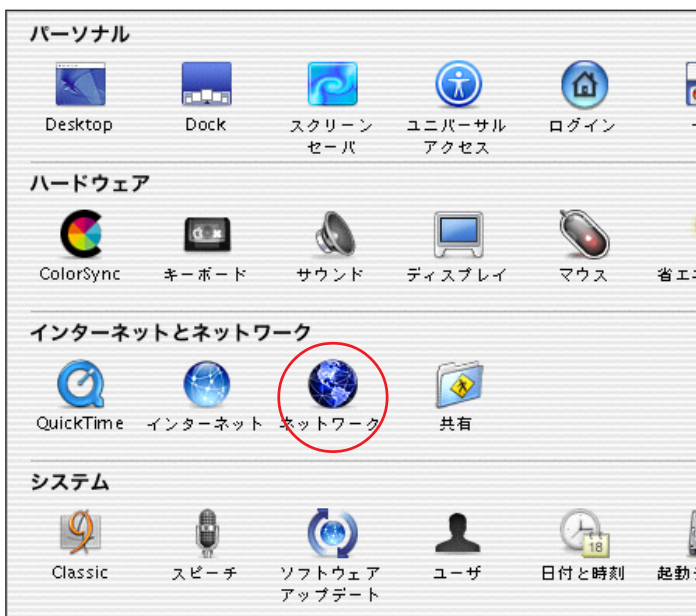 パーソナル
Desktop Dock スクリーン ユニバーサル ログイン
セーバ アクセス
ハードウェア
ColorSync キーボード サウンド ディスプレイ マウス 省エ
インターネットとネットワーク
QuickTime インターネット ネットワーク 共有
システム
Classic スピーチ ソフトウェア ユーザ 日付と時刻 起動
アップデート
18